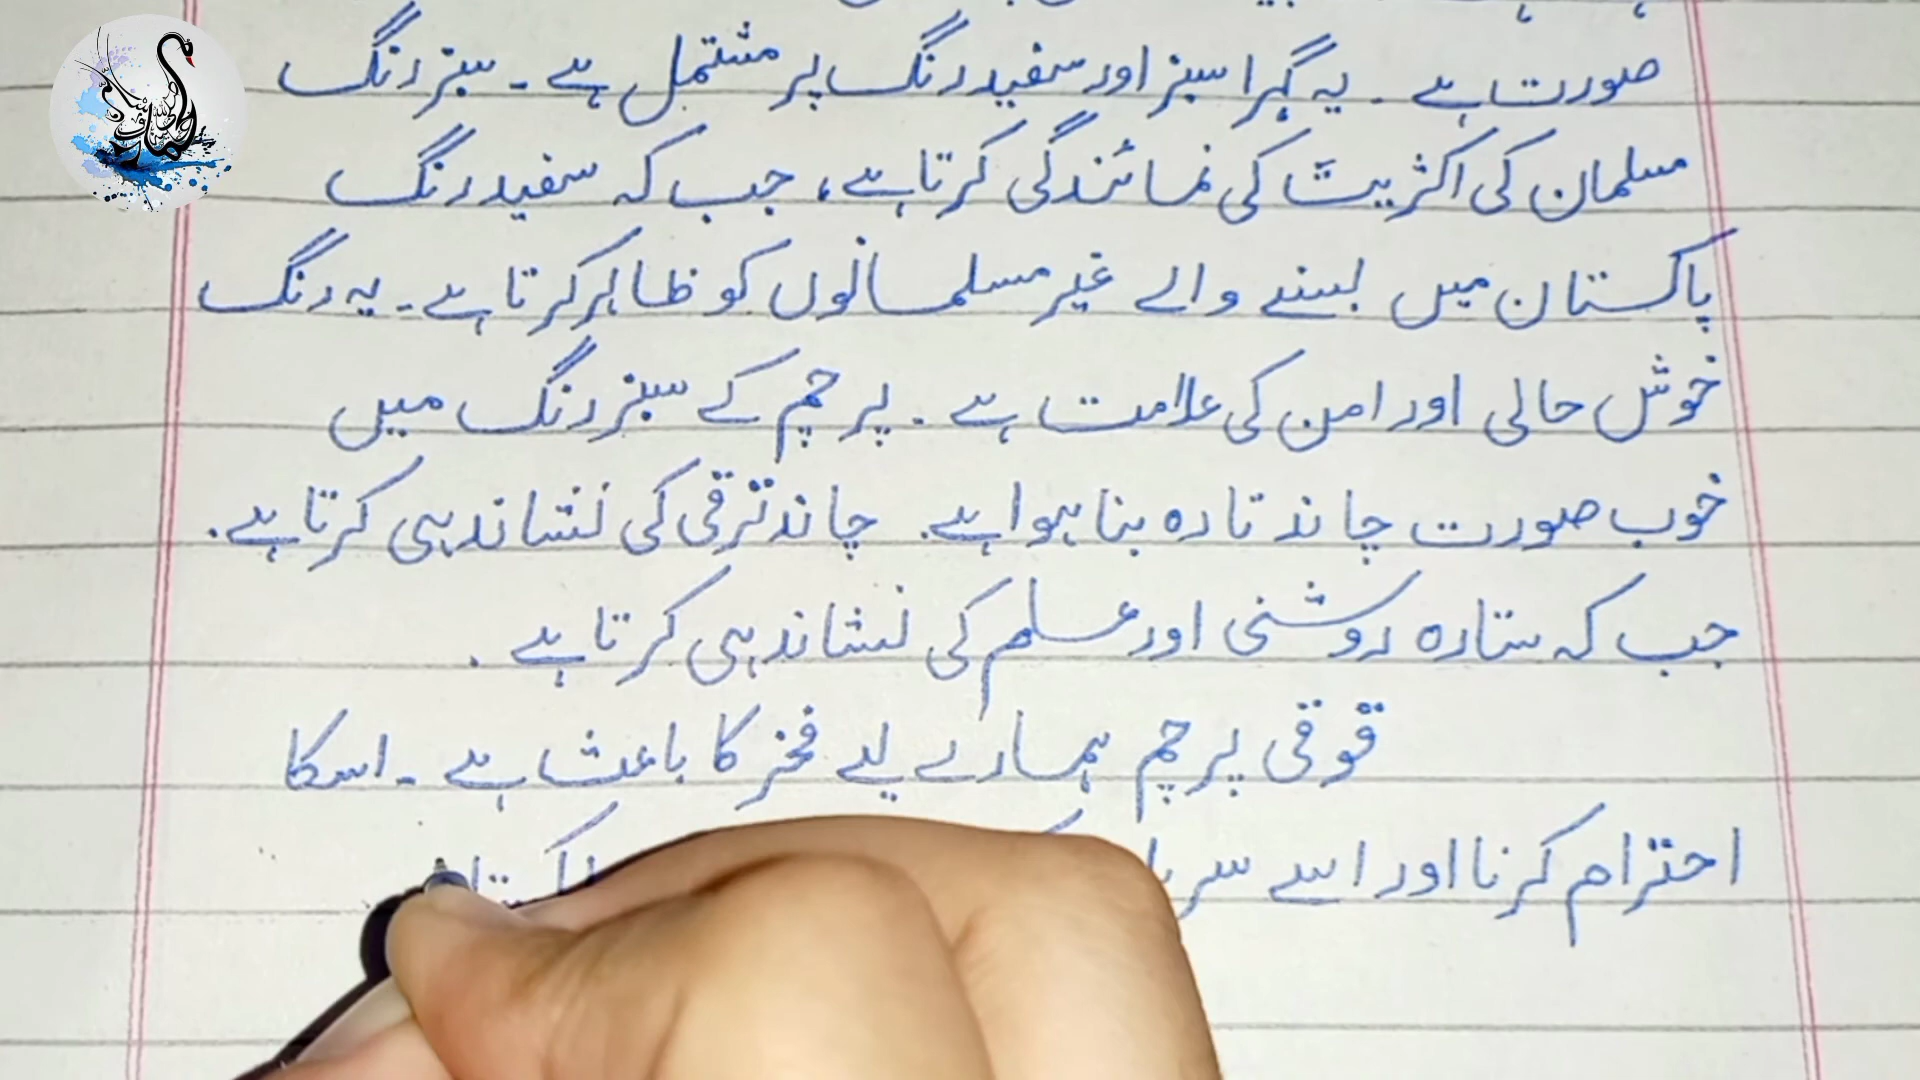 صورت ہے ۔ یہ گہرا سبز اور سفید رنگ پر مشتمل ہے ۔ سبز رنگ
مسلمان کی اکثریت کی نمائندگی کرتا ہے، جب کہ سفید رنگ
پاکستان میں بسنے والے غیر مسلمانوں کو ظاہر کرتا ہے ۔ یہ رنگ
خوش حالی اور امن کی علامت ہے ۔ پرچم کے سبز رنگ میں
خوب صورت چاند تارہ بنا ہوا ہے ۔ چاند ترقی کی نشاندہی کرتا ہے ۔
جب کہ ستارہ روشنی اور علم کی نشاندہی کرتا ہے ۔
قوقی پرچم ہمارے لیے فخر کا باعث ہے ۔ اسکا
احترام کرنا اور اسے